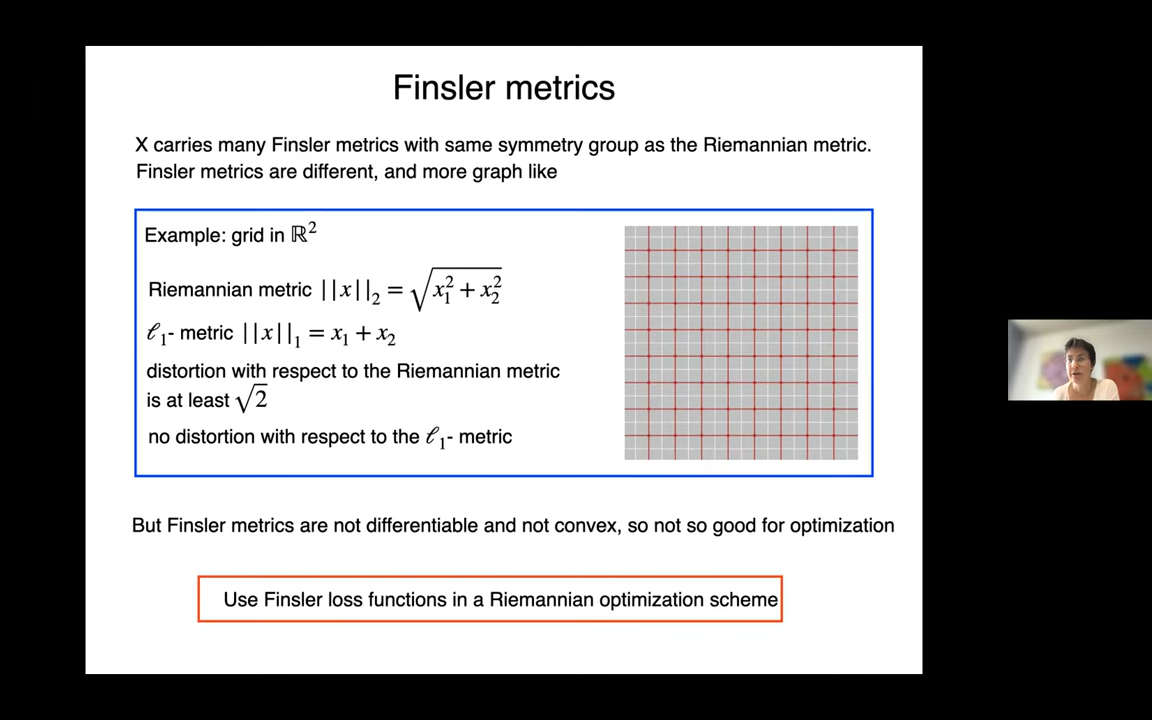 Finsler metrics
X carries many Finsler metrics with same symmetry group as the Riemannian metric.
Finsler metrics are different, and more graph like
Example: grid in ℝ²
Riemannian metric ||x||₂ = √(x₁² + x₂²)
ℓ₁- metric ||x||₁ = x₁ + x₂
distortion with respect to the Riemannian metric
is at least √2
no distortion with respect to the ℓ₁- metric
But Finsler metrics are not differentiable and not convex, so not so good for optimization
Use Finsler loss functions in a Riemannian optimization scheme